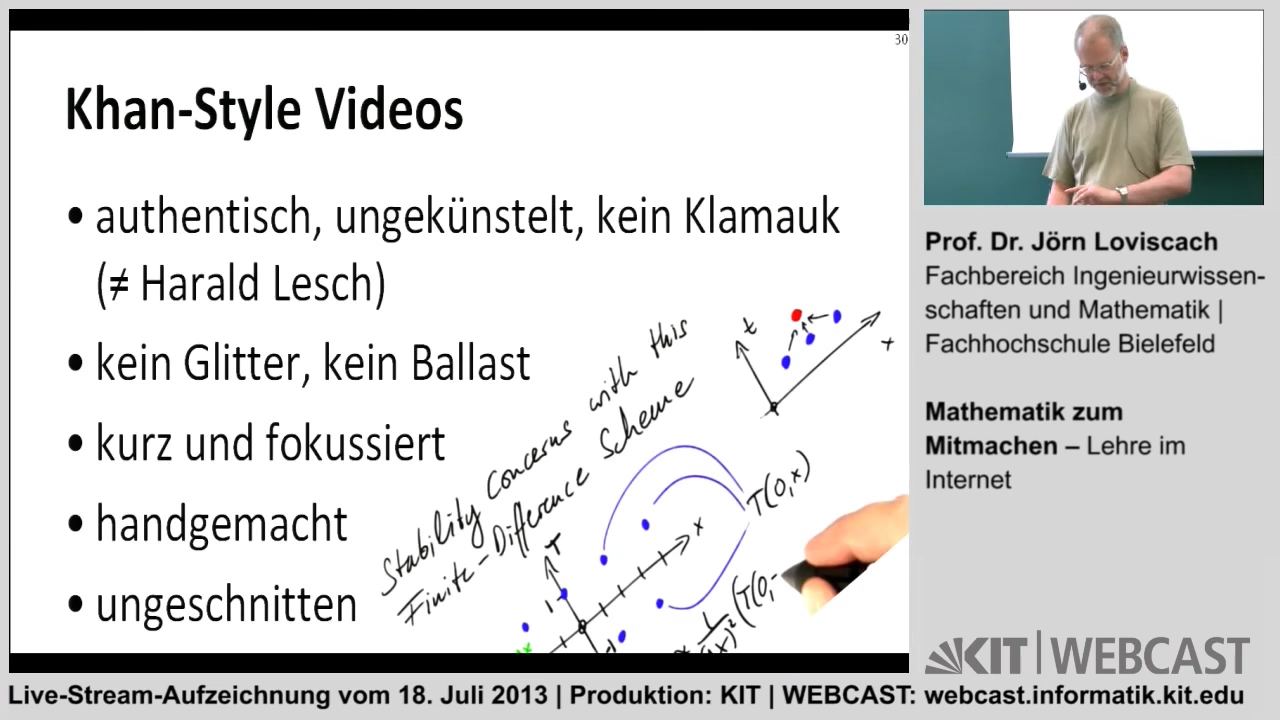 30
Khan-Style Videos
• authentisch, ungekünstelt, kein Klamauk
(≠ Harald Lesch)
• kein Glitter, kein Ballast
• kurz und fokussiert
• handgemacht
• ungeschnitten
Stability Concerns with this
Finite-Difference Scheme
t
x
T
x
1
T(0,x)
(T(0,
Prof. Dr. Jörn Loviscach
Fachbereich Ingenieurwissen-
schaften und Mathematik |
Fachhochschule Bielefeld
Mathematik zum
Mitmachen – Lehre im
Internet
KIT | WEBCAST
Live-Stream-Aufzeichnung vom 18. Juli 2013 | Produktion: KIT | WEBCAST: webcast.informatik.kit.edu